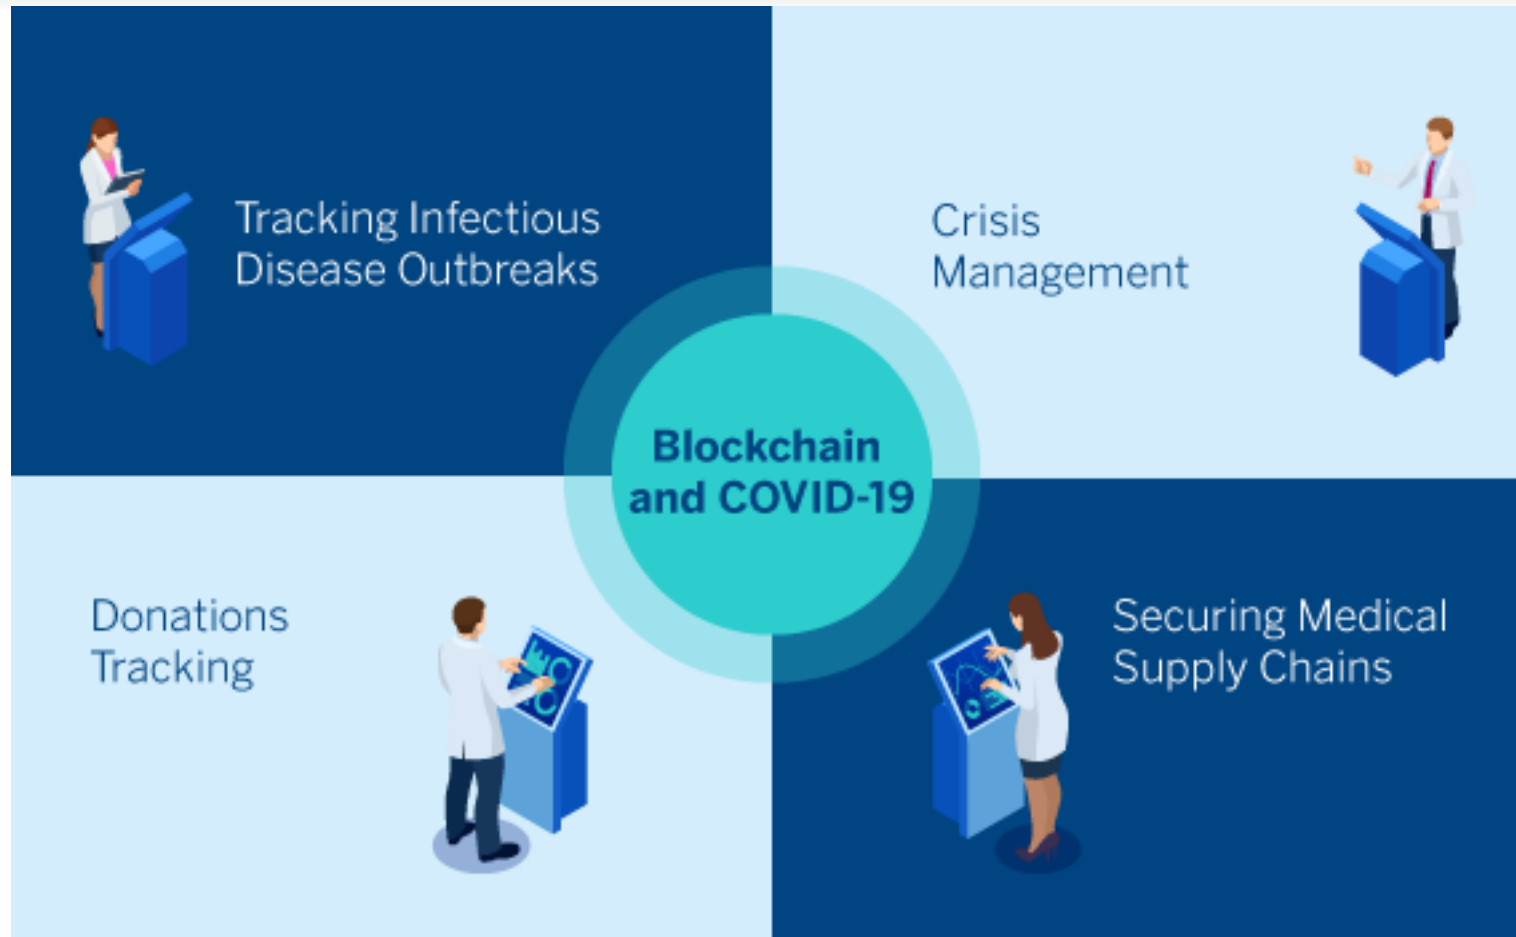 Tracking Infectious
Disease Outbreaks
Crisis
Management
Blockchain
and COVID-19
Donations
Tracking
Securing Medical
Supply Chains